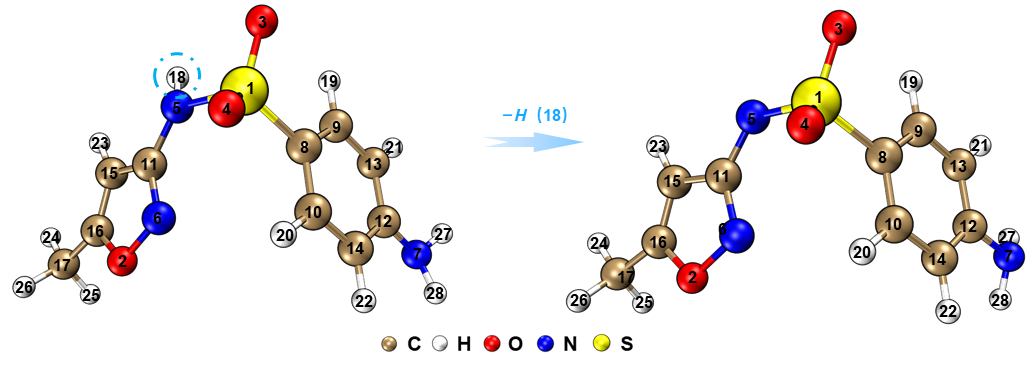 3 3
18 19 1 19 1
5 4 9 5 4 9
23 11 8 13 21 23 11 8 13 21
−H (18)
15 6 10 12 15 6 10 12
24 16 20 14 27 24 16 20 14 27
17 2 7 17 2 7
26 25 22 28 26 25 22 28
C H O N S